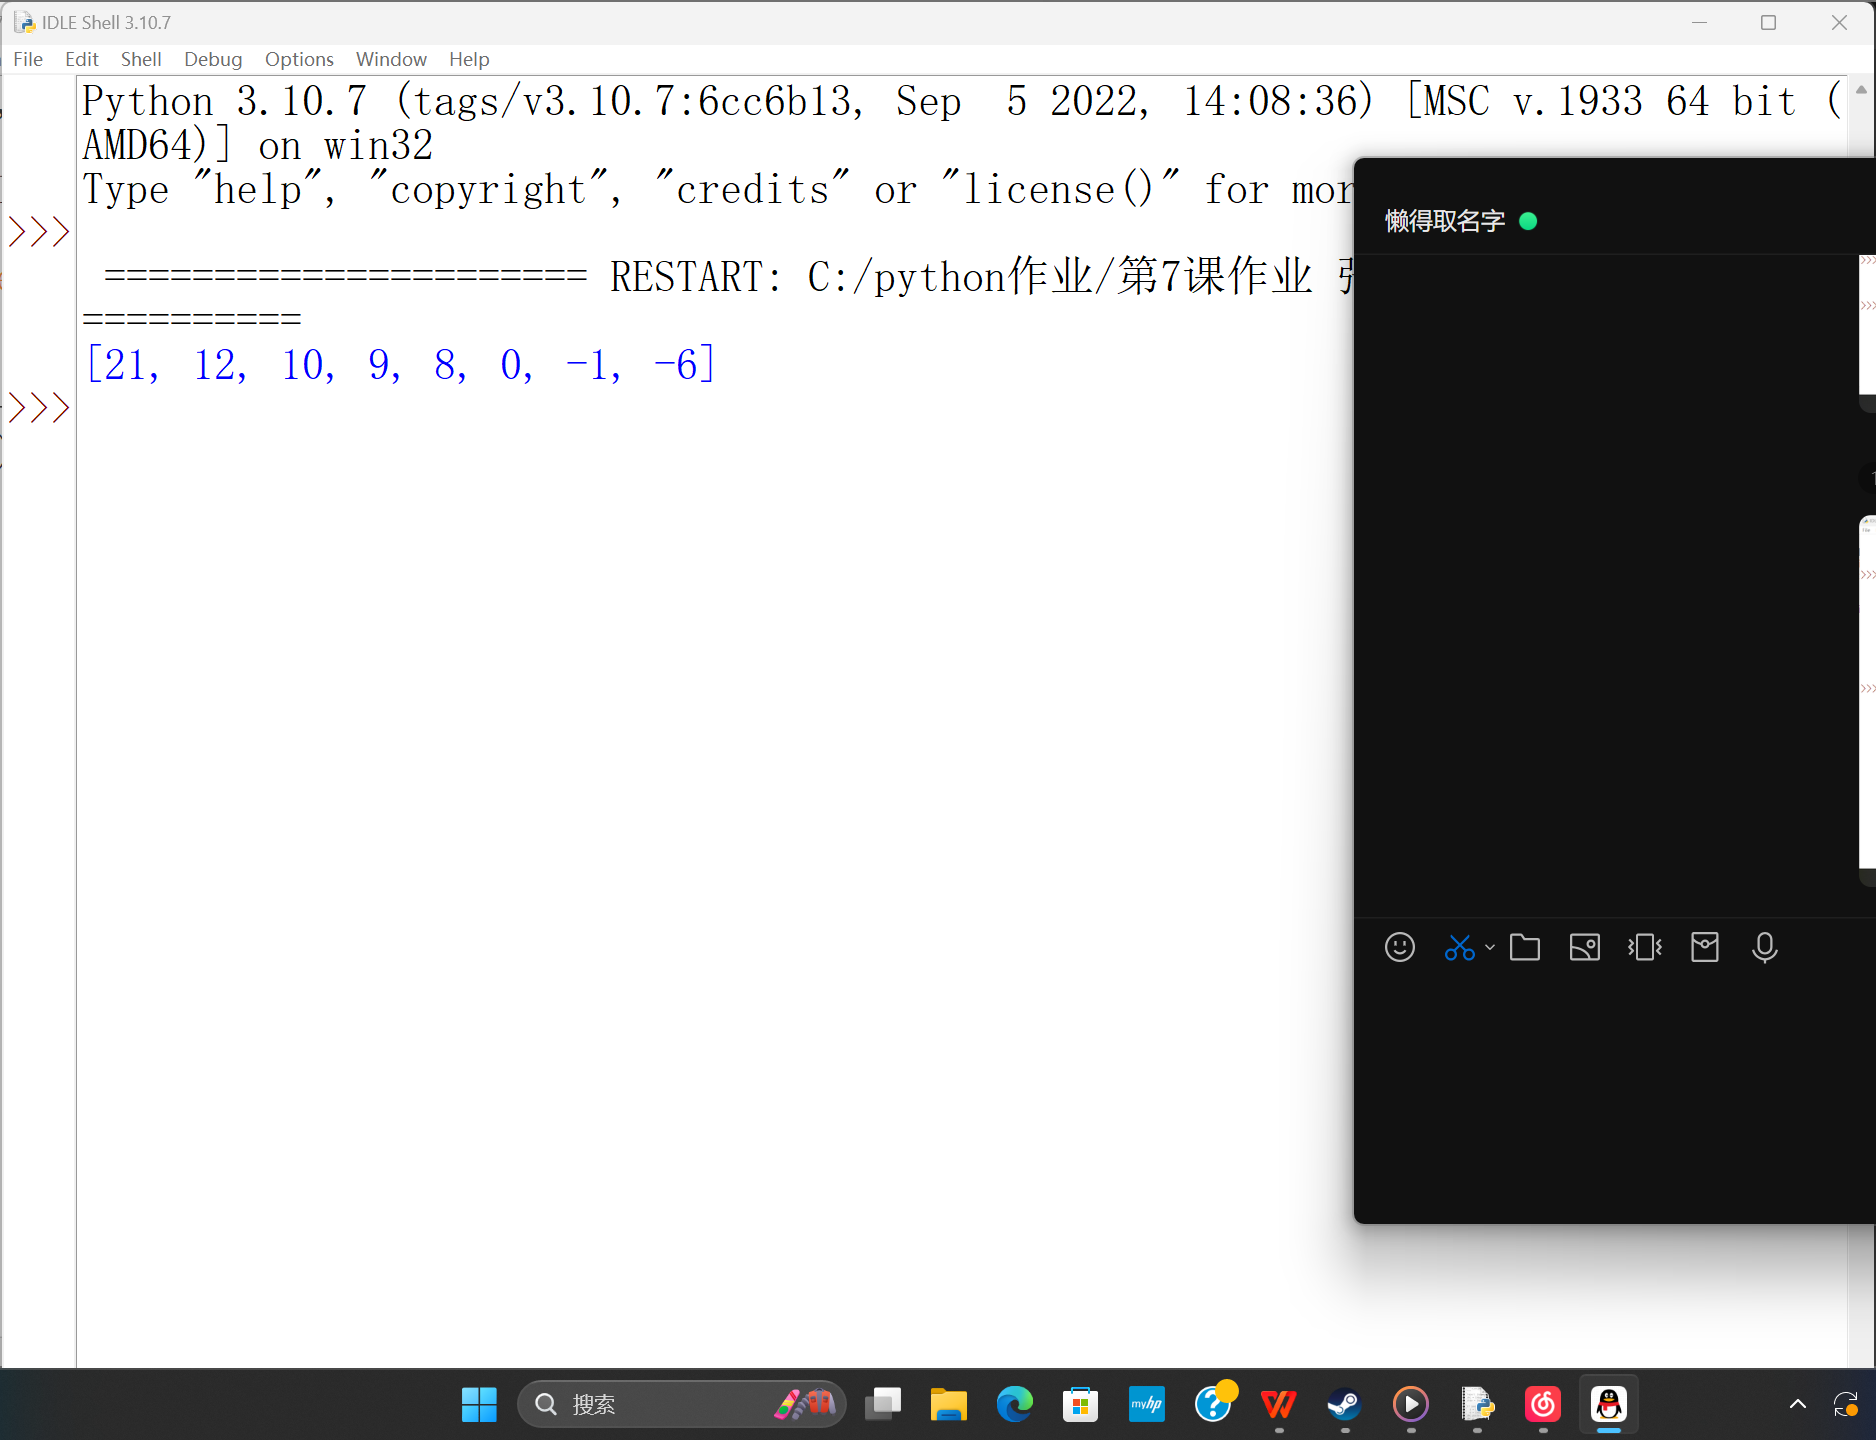 IDLE Shell 3.10.7
File Edit Shell Debug Options Window Help
Python 3.10.7 (tags/v3.10.7:6cc6b13, Sep  5 2022, 14:08:36) [MSC v.1933 64 bit (
AMD64)] on win32
Type "help", "copyright", "credits" or "license()" for mor
>>>
====================== RESTART: C:/python作业/第7课作业
==========
[21, 12, 10, 9, 8, 0, -1, -6]
>>>
懒得取名字
搜索
myhp